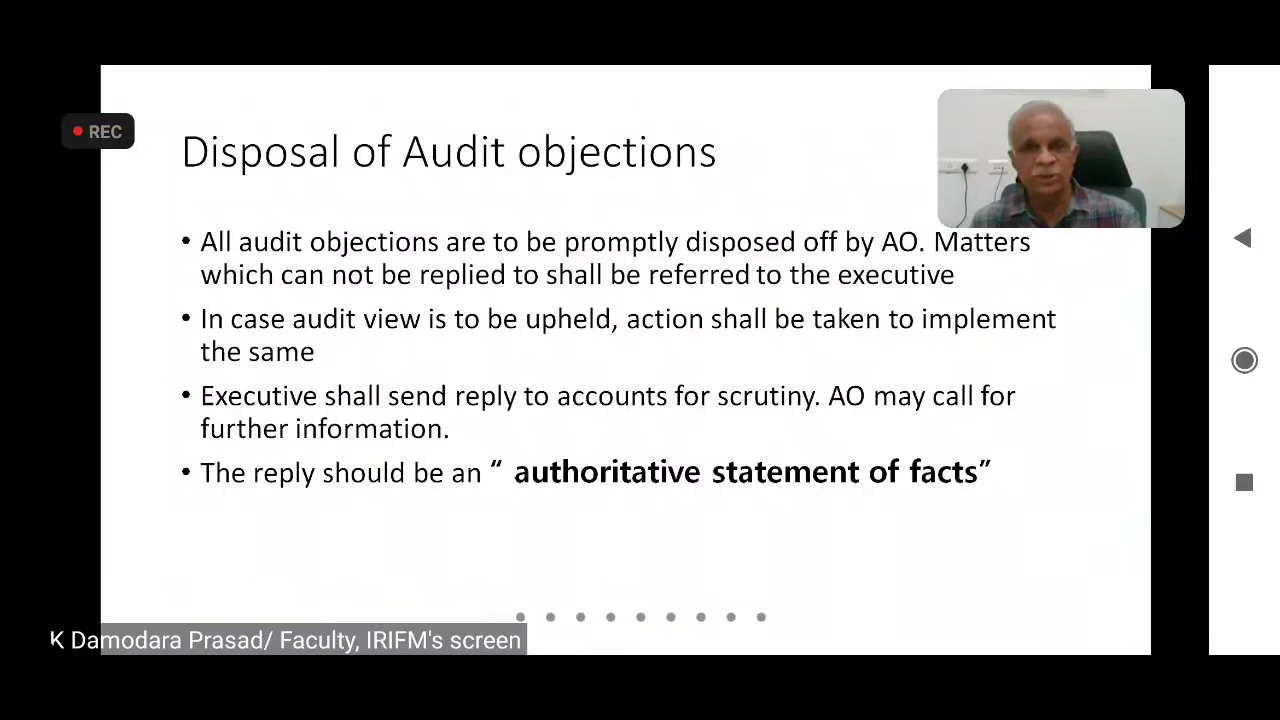 REC
Disposal of Audit objections
• All audit objections are to be promptly disposed off by AO. Matters
which can not be replied to shall be referred to the executive
• In case audit view is to be upheld, action shall be taken to implement
the same
• Executive shall send reply to accounts for scrutiny. AO may call for
further information.
• The reply should be an “ authoritative statement of facts”
K Damodara Prasad/ Faculty, IRIFM's screen